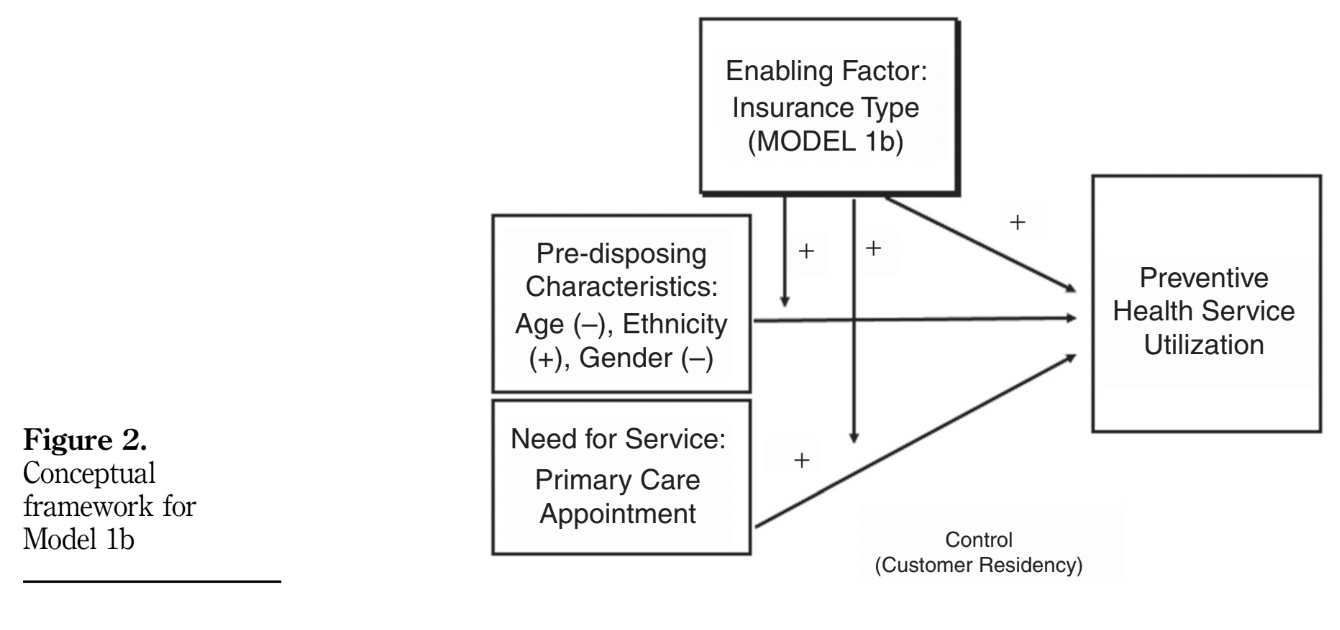 Enabling Factor:
Insurance Type
(MODEL 1b)
+
+
+
Pre-disposing
Characteristics:
Age (–), Ethnicity
(+), Gender (–)
Preventive
Health Service
Utilization
Need for Service:
Primary Care
Appointment
+
Control
(Customer Residency)
Figure 2.
Conceptual
framework for
Model 1b